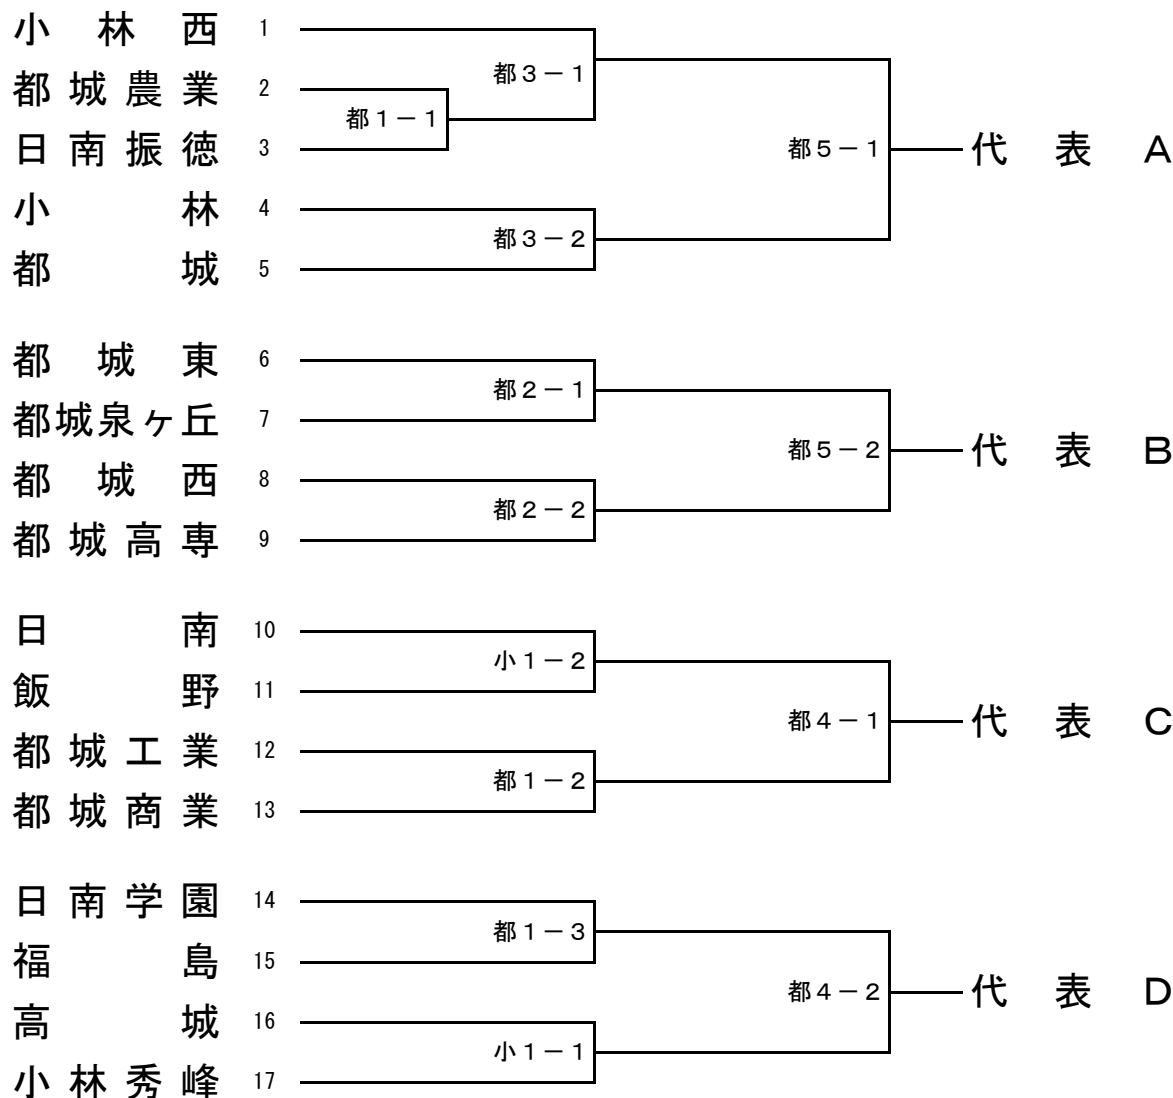 小林西 1
都3－1
都城農業 2
都1－1
日南振徳 3
都5－1
代表A
小林 4
都3－2
都城 5
都城東 6
都2－1
都城泉ヶ丘 7
都5－2
代表B
都城西 8
都2－2
都城高専 9
日南 10
小1－2
飯野 11
都4－1
代表C
都城工業 12
都1－2
都城商業 13
日南学園 14
都1－3
福島 15
都4－2
代表D
高城 16
小1－1
小林秀峰 17